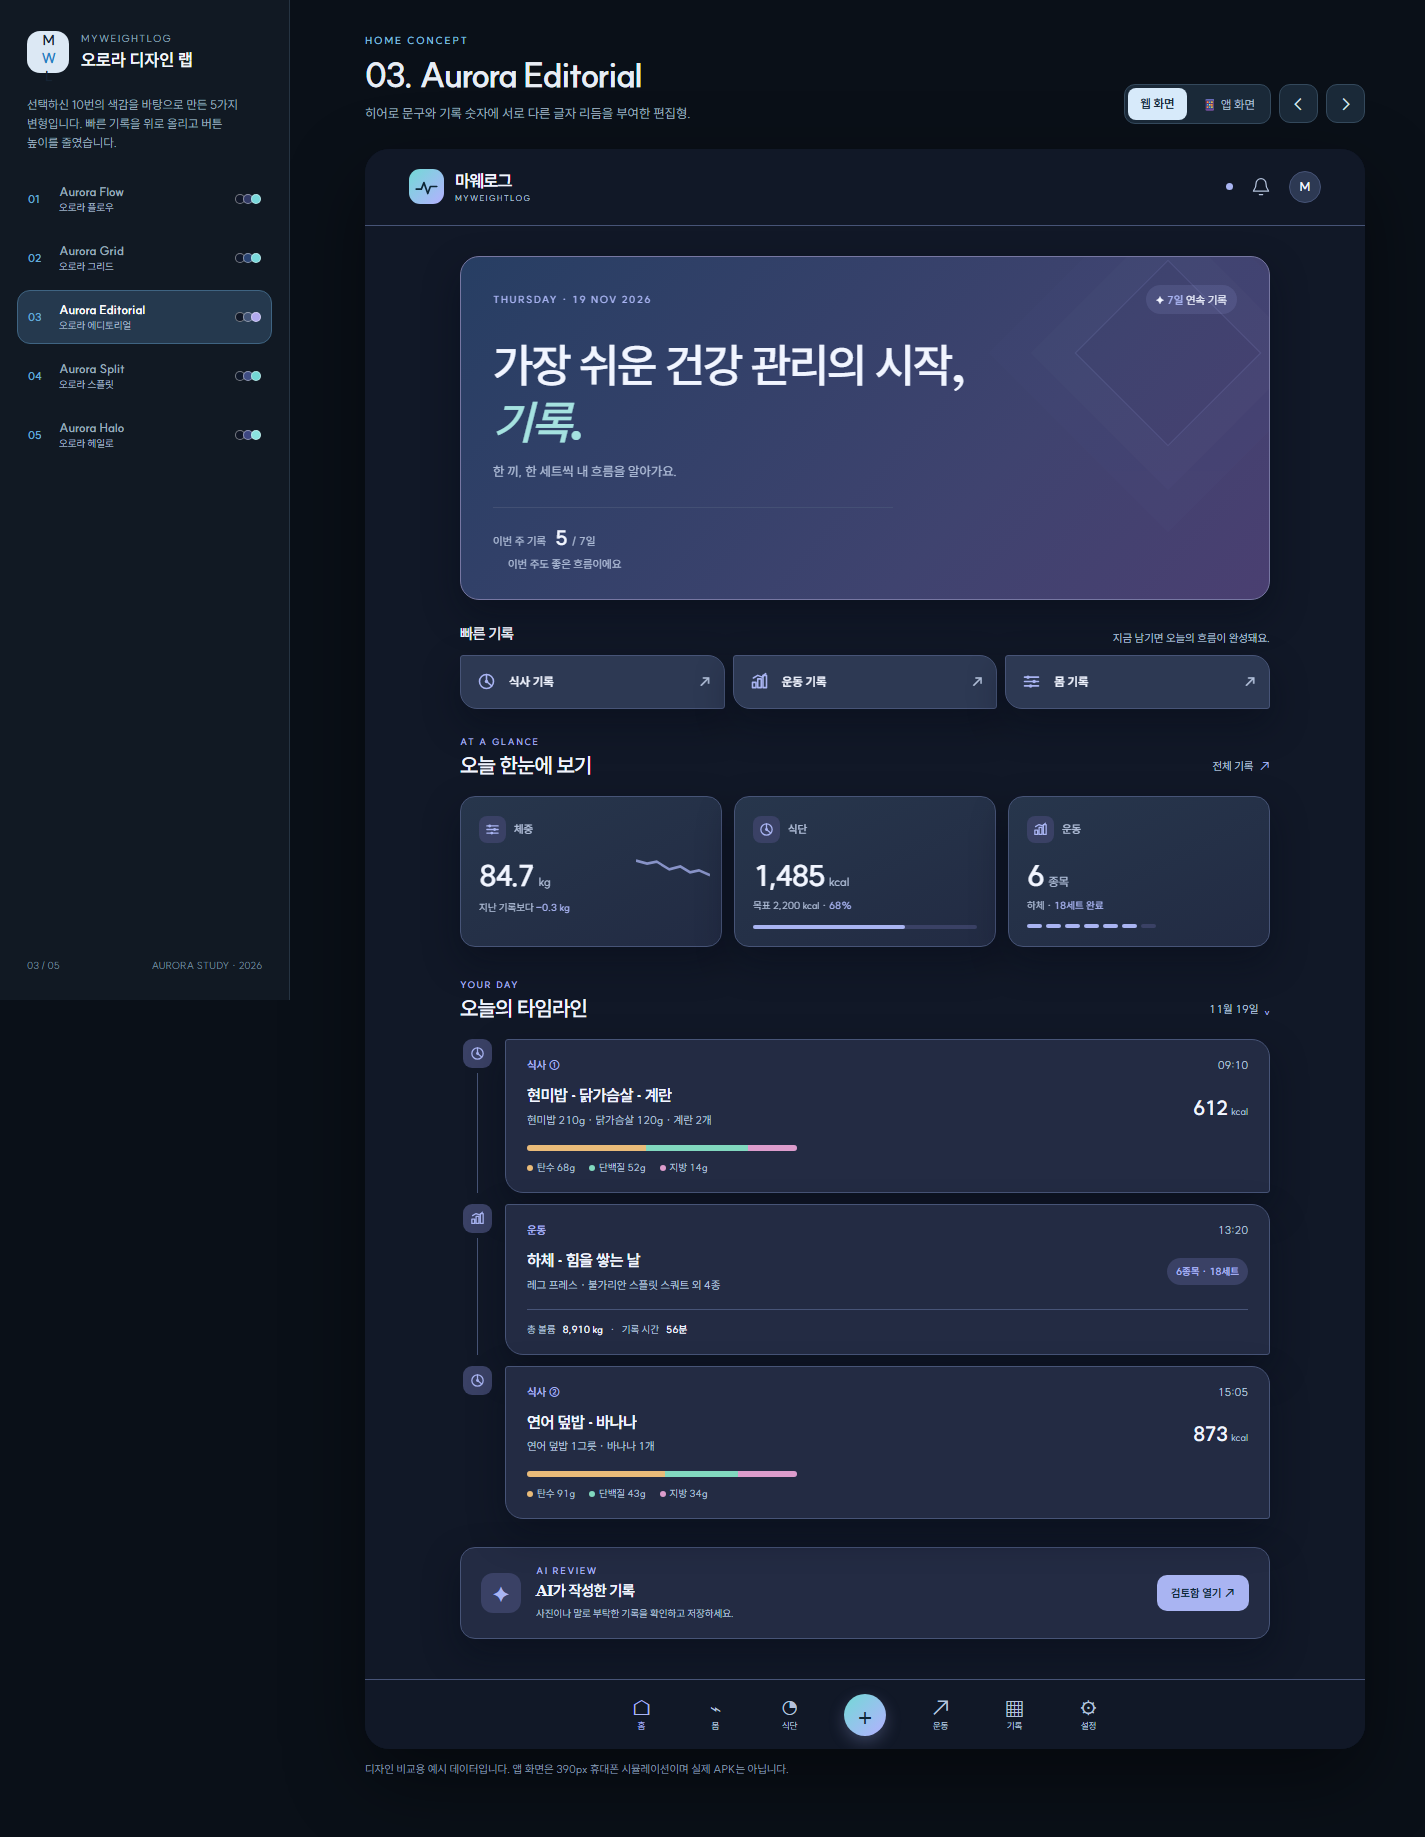 M
W
MYWEIGHTLOG
오로라 디자인 랩
선택하신 10번의 색감을 바탕으로 만든 5가지
변형입니다. 빠른 기록을 위로 올리고 버튼
높이를 줄였습니다.
01
Aurora Flow
오로라 플로우
02
Aurora Grid
오로라 그리드
03
Aurora Editorial
오로라 에디토리얼
04
Aurora Split
오로라 스플릿
05
Aurora Halo
오로라 헤일로
03 / 05
AURORA STUDY · 2026
HOME CONCEPT
03. Aurora Editorial
히어로 문구와 기록 숫자에 서로 다른 글자 리듬을 부여한 편집형.
웹 화면
앱 화면
마웨로그
MYWEIGHTLOG
M
THURSDAY · 19 NOV 2026
✦ 7일 연속 기록
가장 쉬운 건강 관리의 시작,
기록.
한 끼, 한 세트씩 내 흐름을 알아가요.
이번 주 기록 5 / 7일
이번 주도 좋은 흐름이에요
빠른 기록
지금 남기면 오늘의 흐름이 완성돼요.
식사 기록 ↗
운동 기록 ↗
몸 기록 ↗
AT A GLANCE
오늘 한눈에 보기
전체 기록 ↗
체중
84.7 kg
지난 기록보다 −0.3 kg
식단
1,485 kcal
목표 2,200 kcal · 68%
운동
6 종목
하체 · 18세트 완료
YOUR DAY
오늘의 타임라인
11월 19일 ˅
식사 ①
09:10
현미밥 - 닭가슴살 - 계란
현미밥 210g · 닭가슴살 120g · 계란 2개
612 kcal
탄수 68g
단백질 52g
지방 14g
운동
13:20
하체 - 힘을 쌓는 날
레그 프레스 · 불가리안 스플릿 스쿼트 외 4종
6종목 · 18세트
총 볼륨 8,910 kg · 기록 시간 56분
식사 ②
15:05
연어 덮밥 - 바나나
연어 덮밥 1그릇 · 바나나 1개
873 kcal
탄수 91g
단백질 43g
지방 34g
AI REVIEW
AI가 작성한 기록
사진이나 말로 부탁한 기록을 확인하고 저장하세요.
검토함 열기 ↗
홈
몸
식단
+
운동
기록
설정
디자인 비교용 예시 데이터입니다. 앱 화면은 390px 휴대폰 시뮬레이션이며 실제 APK는 아닙니다.